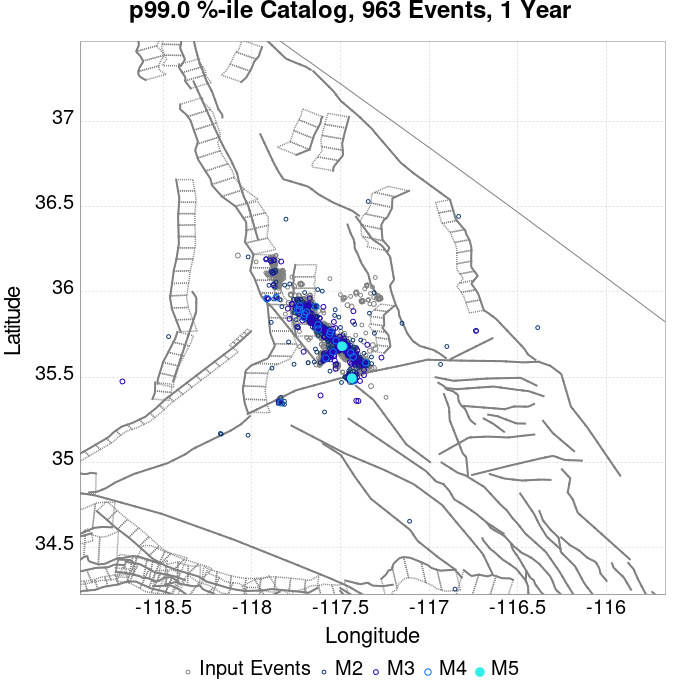 p99.0 %-ile Catalog, 963 Events, 1 Year
37
36.5
36
35.5
35
34.5
Latitude
-118.5
-118
-117.5
-117
-116.5
-116
Longitude
Input Events
M2
M3
M4
M5